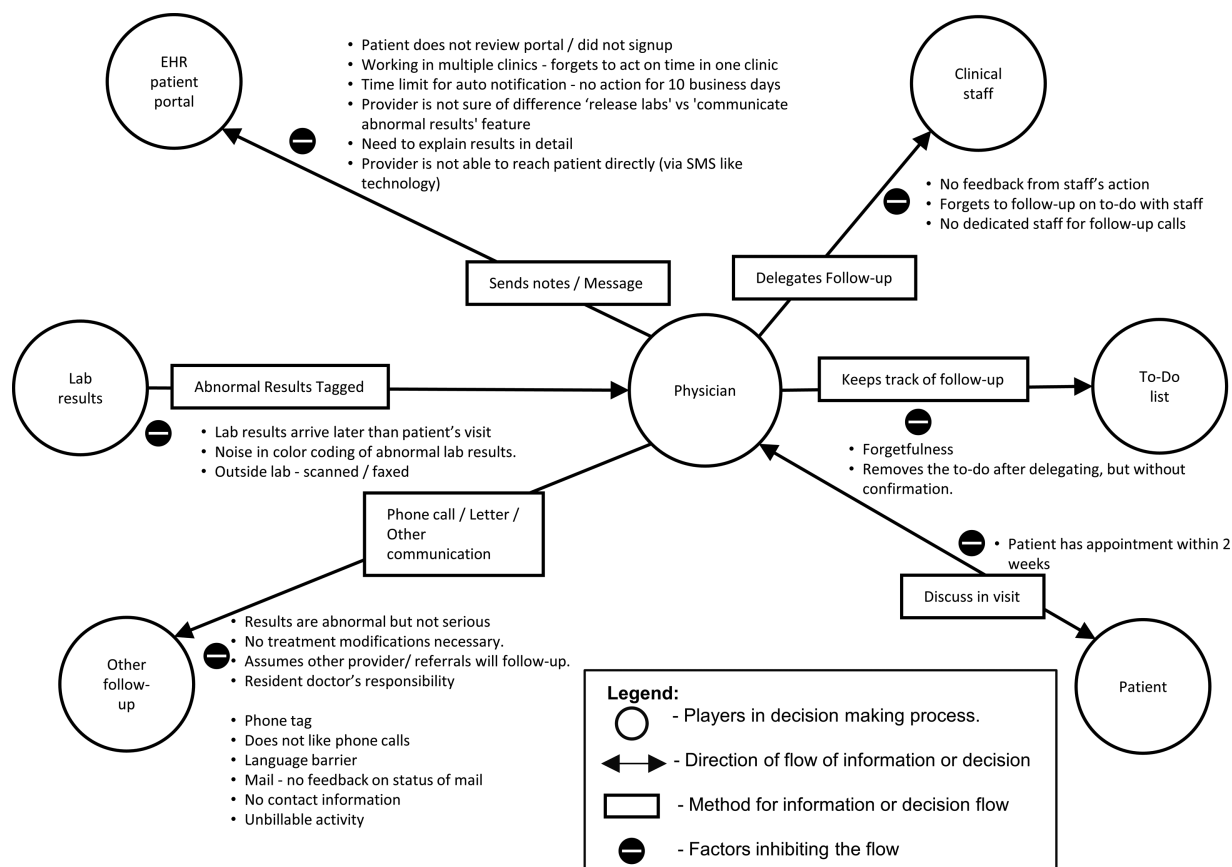 EHR
patient
portal
• Patient does not review portal / did not signup
• Working in multiple clinics - forgets to act on time in one clinic
• Time limit for auto notification - no action for 10 business days
• Provider is not sure of difference ‘release labs' vs 'communicate
abnormal results' feature
• Need to explain results in detail
• Provider is not able to reach patient directly (via SMS like
technology)
Clinical
staff
• No feedback from staff’s action
• Forgets to follow-up on to-do with staff
• No dedicated staff for follow-up calls
Sends notes / Message
Delegates Follow-up
Lab
results
Abnormal Results Tagged
Physician
Keeps track of follow-up
To-Do
list
• Lab results arrive later than patient’s visit
• Noise in color coding of abnormal lab results.
• Outside lab - scanned / faxed
• Forgetfulness
• Removes the to-do after delegating, but without
confirmation.
Phone call / Letter /
Other
communication
• Patient has appointment within 2
weeks
Discuss in visit
Other
follow-
up
• Results are abnormal but not serious
• No treatment modifications necessary.
• Assumes other provider/ referrals will follow-up.
• Resident doctor’s responsibility
• Phone tag
• Does not like phone calls
• Language barrier
• Mail - no feedback on status of mail
• No contact information
• Unbillable activity
Patient
Legend:
- Players in decision making process.
- Direction of flow of information or decision
- Method for information or decision flow
- Factors inhibiting the flow